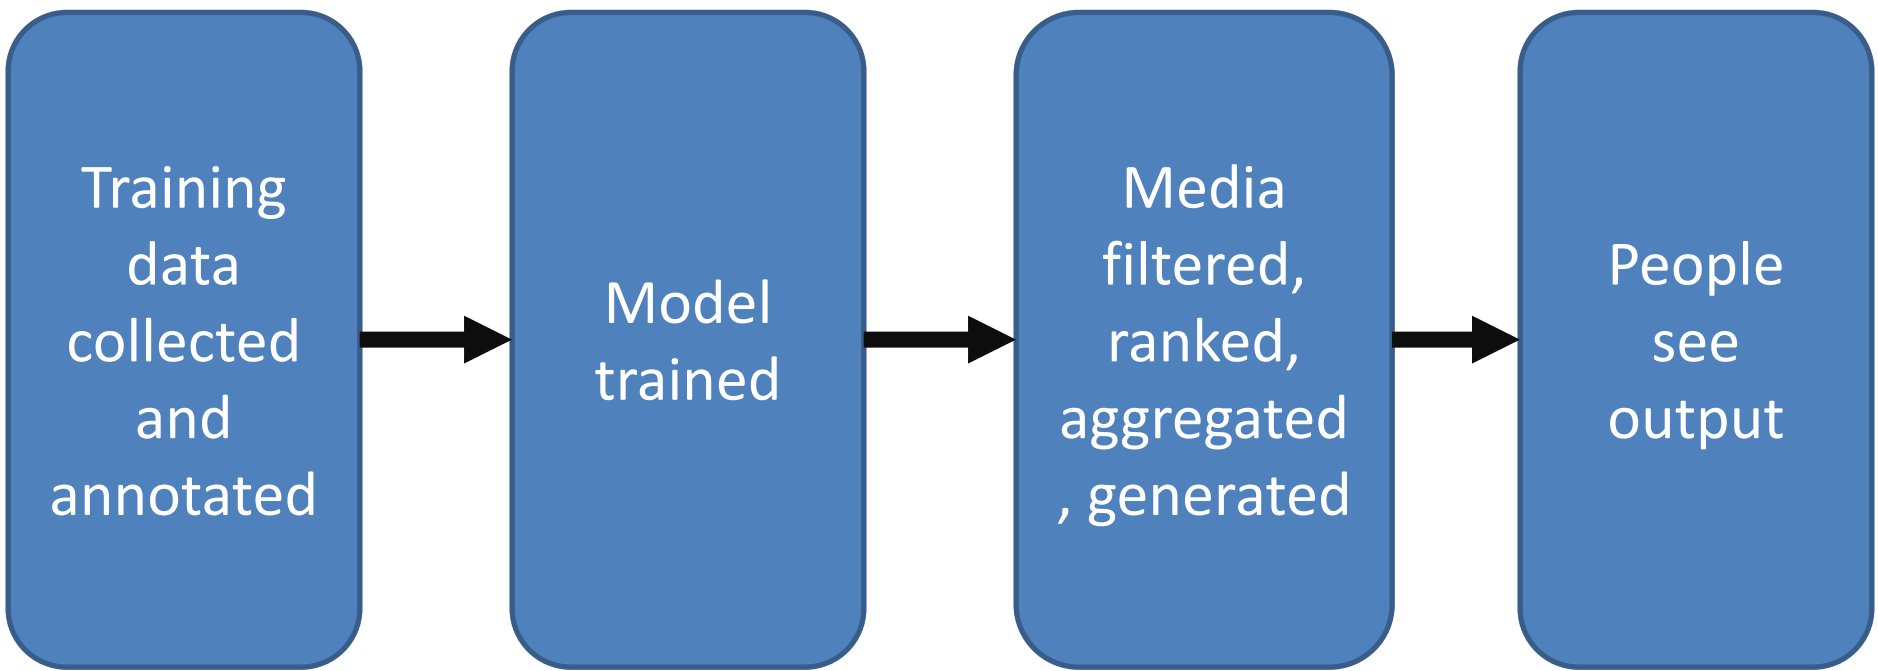 Training
data
collected
and
annotated
Model
trained
Media
filtered,
ranked,
aggregated
, generated
People
see
output